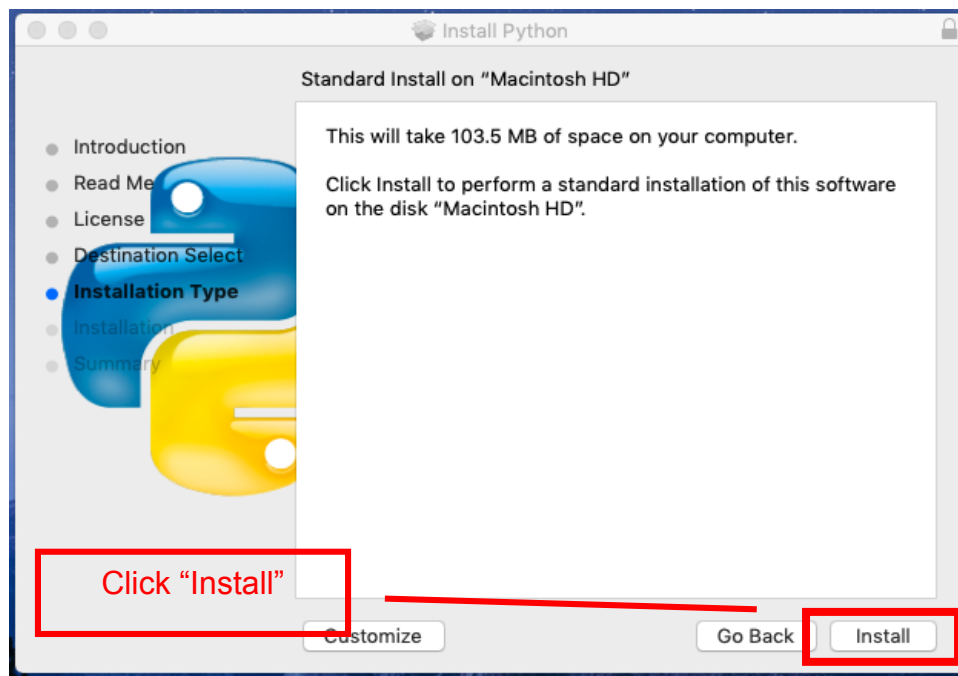 Install Python
Standard Install on “Macintosh HD”
Introduction
Read Me
License
Destination Select
Installation Type
Installation
Summary
This will take 103.5 MB of space on your computer.
Click Install to perform a standard installation of this software
on the disk “Macintosh HD”.
Click “Install”
Customize
Go Back
Install